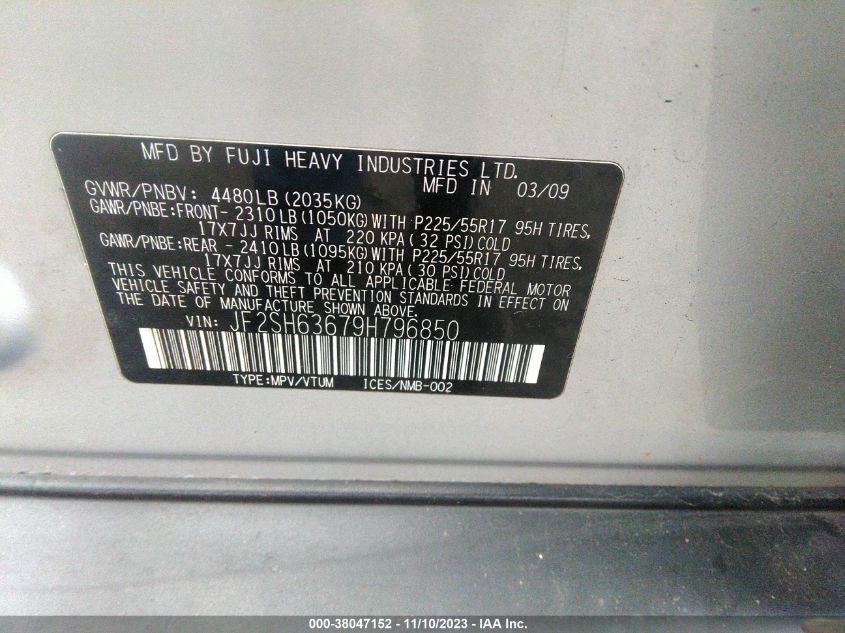 MFD BY FUJI HEAVY INDUSTRIES LTD.
MFD IN 03/09
GVWR/PNBV: 4480LB(2035KG)
GAWR/PNBE:FRONT- 2310LB(1050KG)WITH P225/55R17 95H TIRES,
17X7JJ RIMS AT 220 KPA(32 PSI)COLD
GAWR/PNBE:REAR - 2410LB(1095KG)WITH P225/55R17 95H TIRES,
17X7JJ RIMS AT 210 KPA(30 PSI)COLD
THIS VEHICLE CONFORMS TO ALL APPLICABLE FEDERAL MOTOR
VEHICLE SAFETY AND THEFT PREVENTION STANDARDS IN EFFECT ON
THE DATE OF MANUFACTURE SHOWN ABOVE.
VIN: JF2SH63679H796850
TYPE:MPV/VTUM ICES/NMB-002
000-38047152 - 11/10/2023 - IAA Inc.